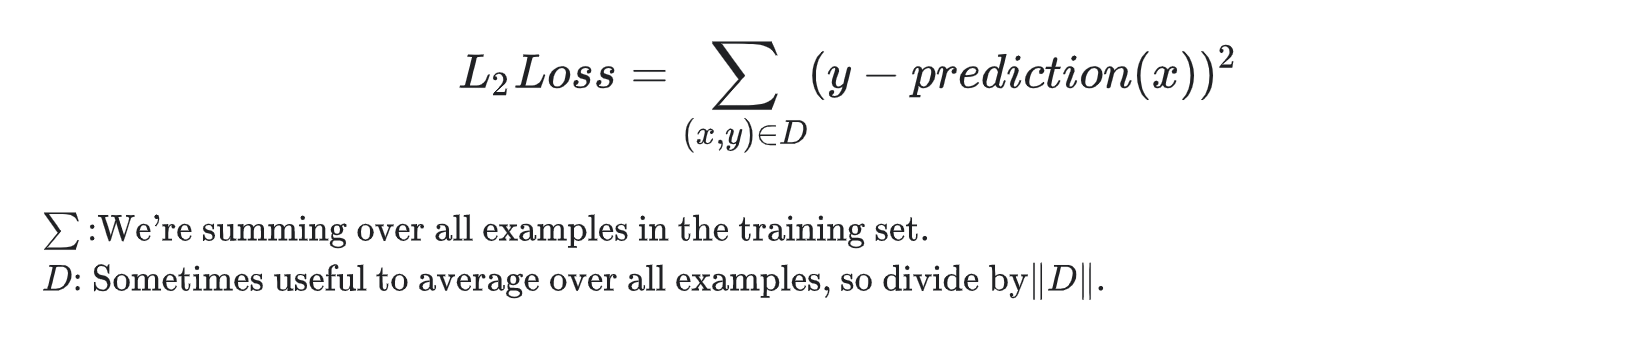 L₂Loss = ∑ (y − prediction(x))²
(x,y)∈D
∑ :We're summing over all examples in the training set.
D: Sometimes useful to average over all examples, so divide by‖D‖.